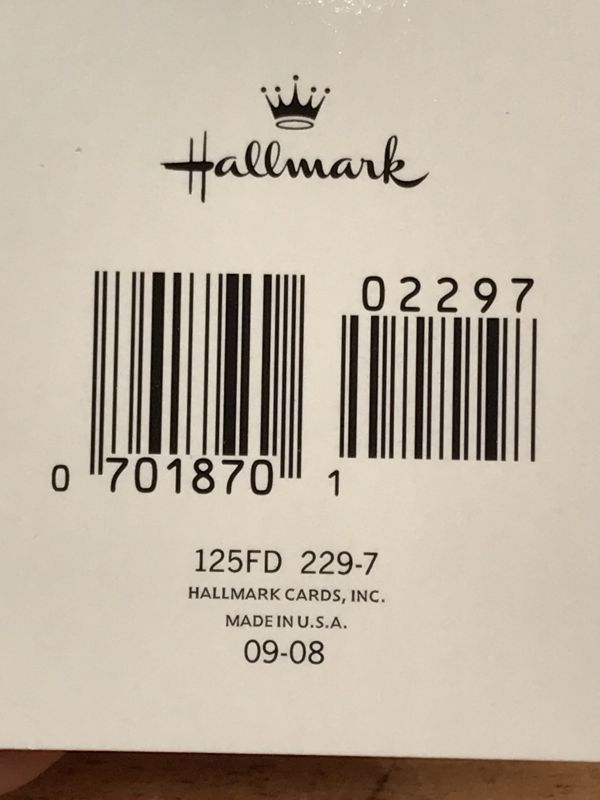 Hallmark
02297
0 701870 1
125FD 229-7
HALLMARK CARDS, INC.
MADE IN U.S.A.
09-08